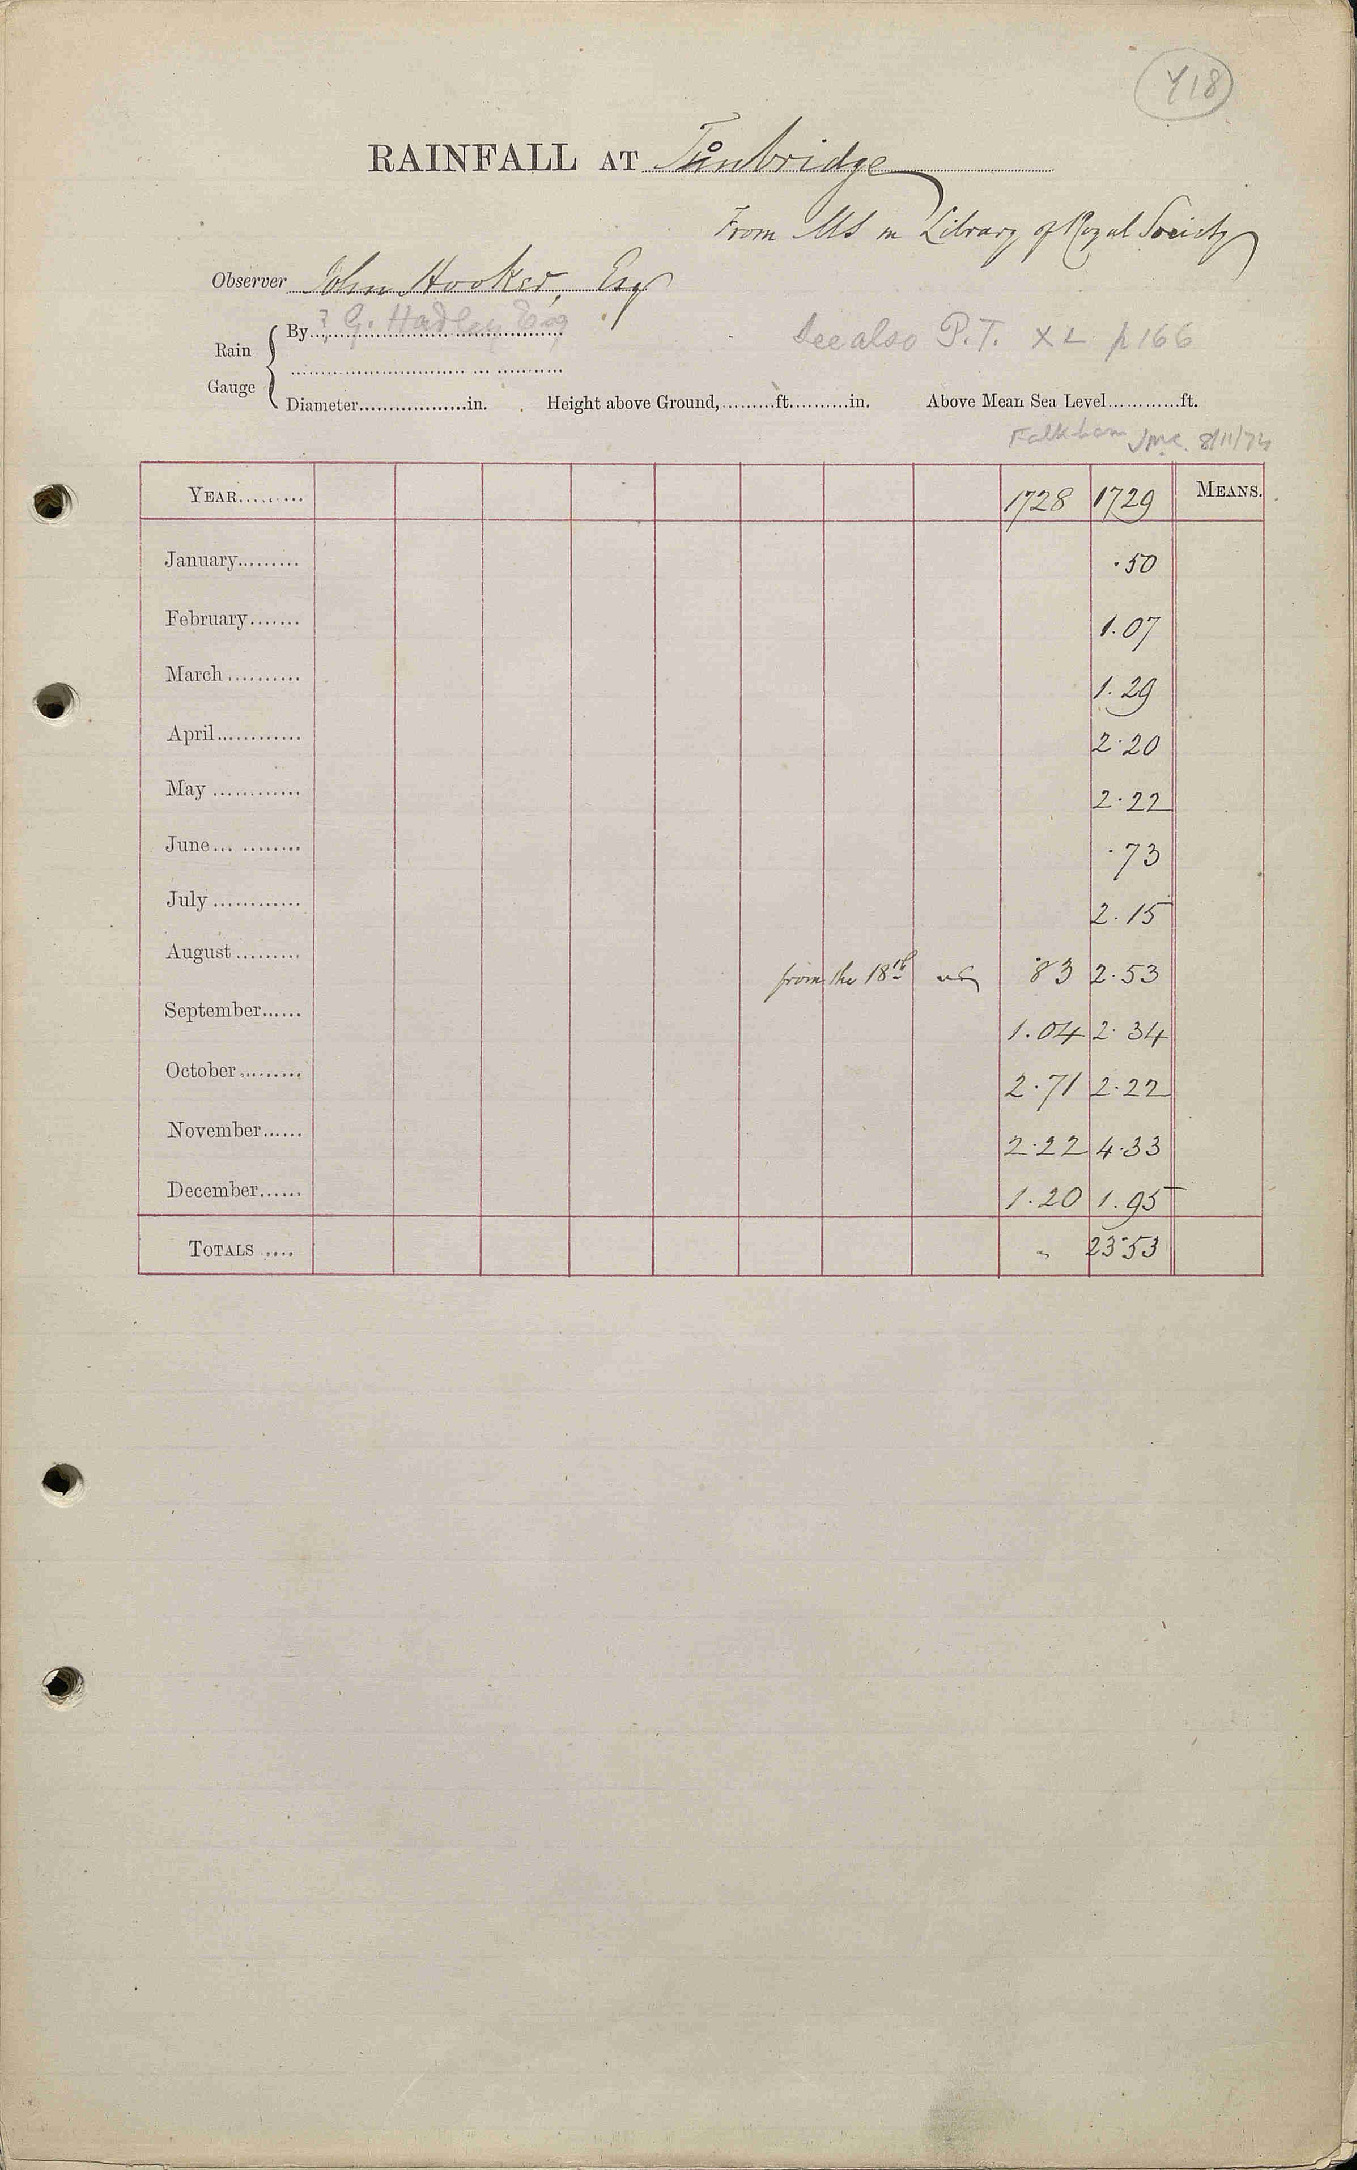 418
RAINFALL AT Tonbridge
From MS in Library of Royal Society
Observer John Hooker, Esq
Rain Gauge { By ? G. Hadley Esq
See also P.T. XL p 166
Diameter..................in. Height above Ground,.........ft..........in. Above Mean Sea Level............ft.
Falkham 8/11/74
YEAR......... 1728 1729 MEANS.
January......... .50
February....... 1.07
March.......... 1.29
April............ 2.20
May............ 2.22
June... ........ .73
July............ 2.15
August......... from the 18th .83 2.53
September...... 1.04 2.34
October......... 2.71 2.22
November...... 2.22 4.33
December...... 1.20 1.95
TOTALS .... „ 23.53